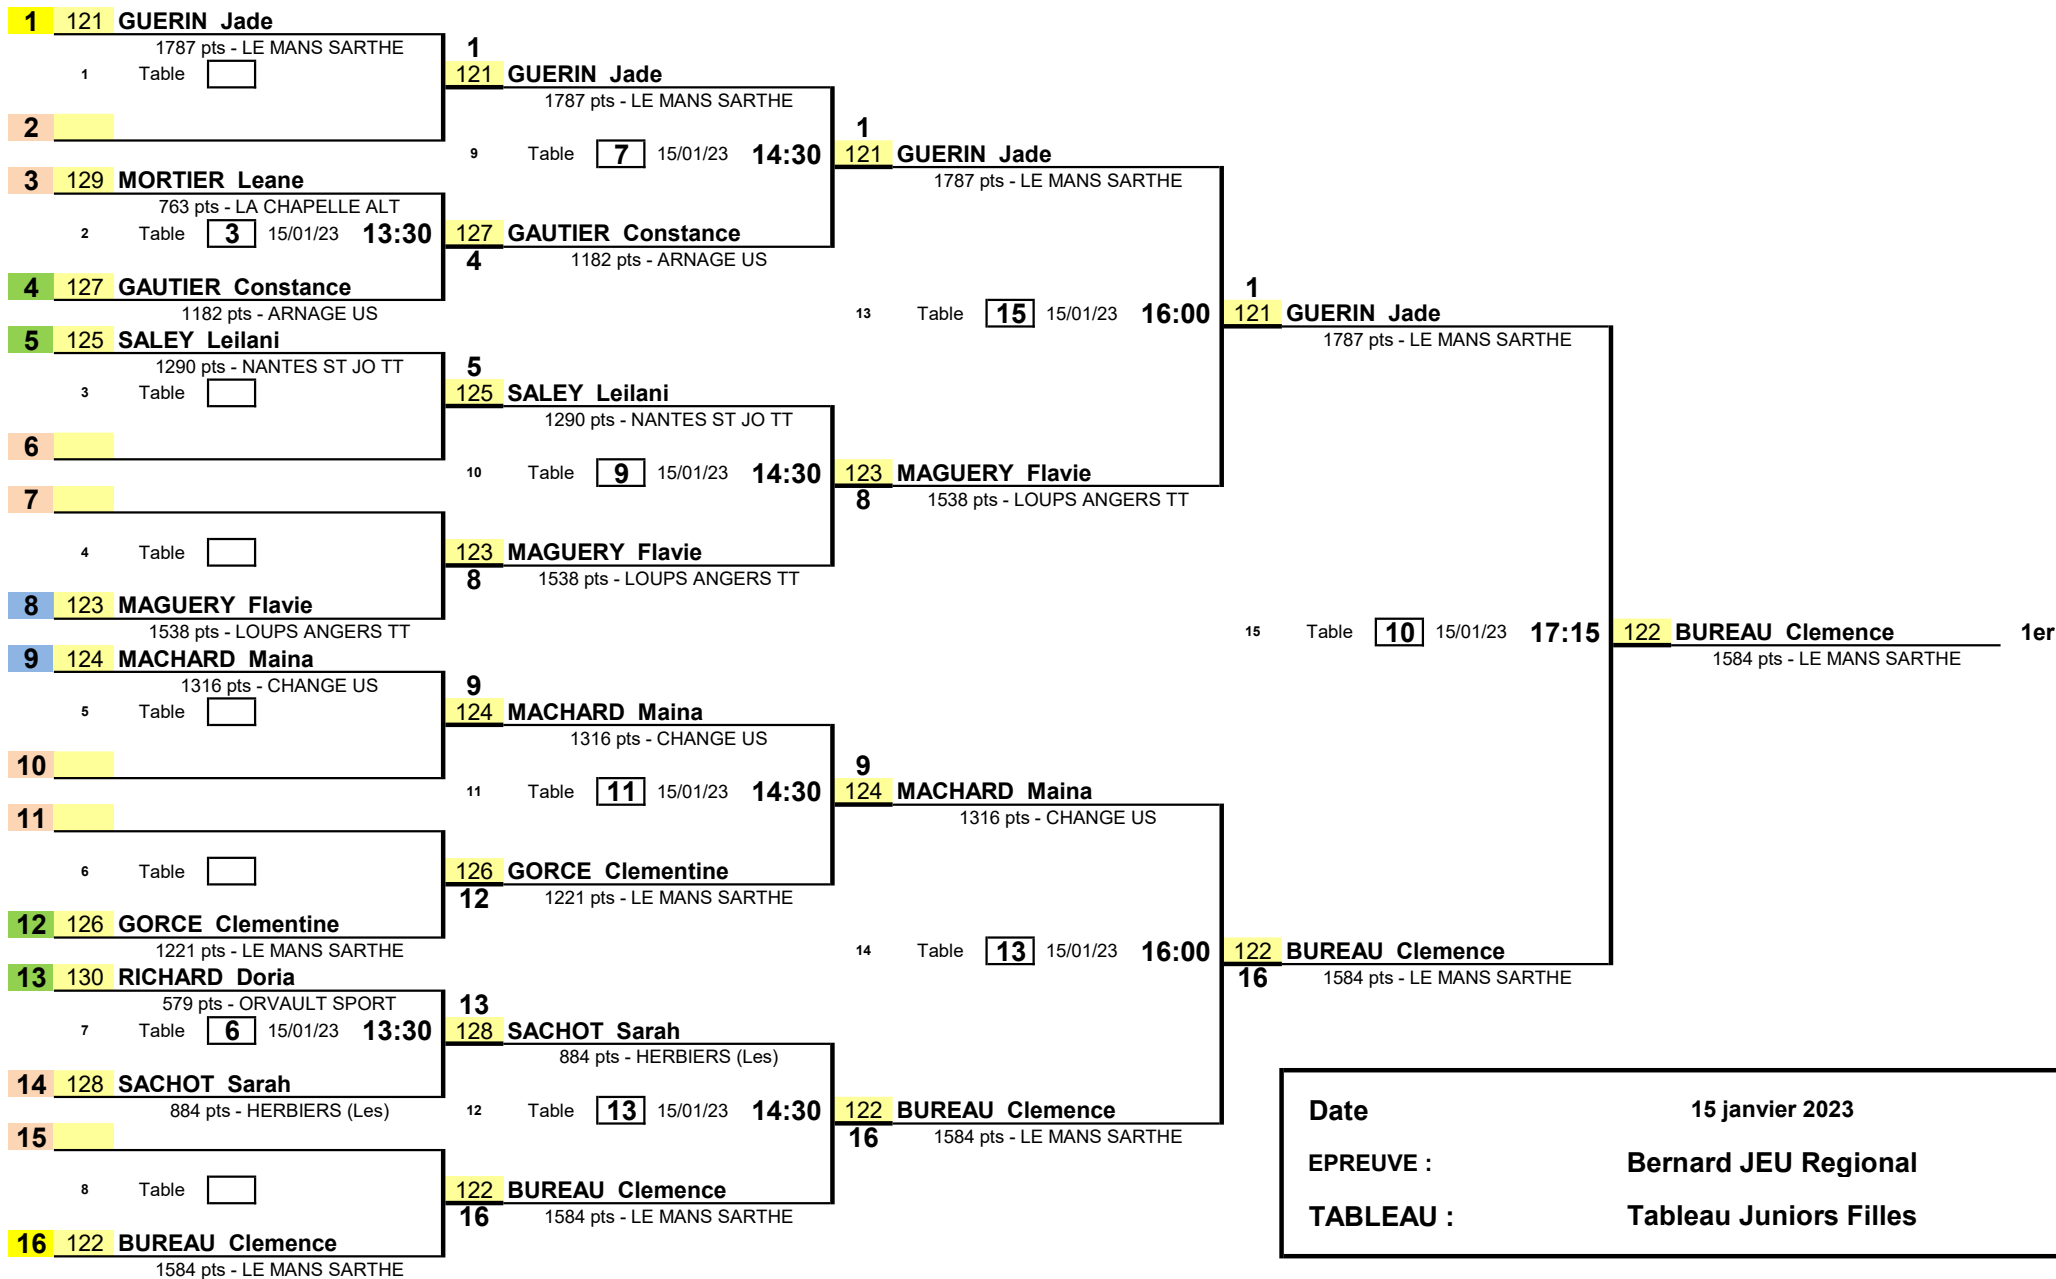 1 121 GUERIN Jade
1787 pts - LE MANS SARTHE
1 Table
2
3 129 MORTIER Leane
763 pts - LA CHAPELLE ALT
2 Table 3 15/01/23 13:30
4 127 GAUTIER Constance
1182 pts - ARNAGE US
5 125 SALEY Leilani
1290 pts - NANTES ST JO TT
3 Table
6
7
4 Table
8 123 MAGUERY Flavie
1538 pts - LOUPS ANGERS TT
9 124 MACHARD Maina
1316 pts - CHANGE US
5 Table
10
11
6 Table
12 126 GORCE Clementine
1221 pts - LE MANS SARTHE
13 130 RICHARD Doria
579 pts - ORVAULT SPORT
7 Table 6 15/01/23 13:30
14 128 SACHOT Sarah
884 pts - HERBIERS (Les)
15
8 Table
16 122 BUREAU Clemence
1584 pts - LE MANS SARTHE
1
121 GUERIN Jade
1787 pts - LE MANS SARTHE
9 Table 7 15/01/23 14:30
127 GAUTIER Constance
4
1182 pts - ARNAGE US
5
125 SALEY Leilani
1290 pts - NANTES ST JO TT
10 Table 9 15/01/23 14:30
123 MAGUERY Flavie
8
1538 pts - LOUPS ANGERS TT
9
124 MACHARD Maina
1316 pts - CHANGE US
11 Table 11 15/01/23 14:30
126 GORCE Clementine
12
1221 pts - LE MANS SARTHE
13
128 SACHOT Sarah
884 pts - HERBIERS (Les)
12 Table 13 15/01/23 14:30
122 BUREAU Clemence
16
1584 pts - LE MANS SARTHE
1
121 GUERIN Jade
1787 pts - LE MANS SARTHE
13 Table 15 15/01/23 16:00
123 MAGUERY Flavie
8
1538 pts - LOUPS ANGERS TT
9
124 MACHARD Maina
1316 pts - CHANGE US
14 Table 13 15/01/23 16:00
122 BUREAU Clemence
16
1584 pts - LE MANS SARTHE
1
121 GUERIN Jade
1787 pts - LE MANS SARTHE
15 Table 10 15/01/23 17:15
122 BUREAU Clemence
16
1584 pts - LE MANS SARTHE
122 BUREAU Clemence 1er
1584 pts - LE MANS SARTHE
Date 15 janvier 2023
EPREUVE : Bernard JEU Regional
TABLEAU : Tableau Juniors Filles